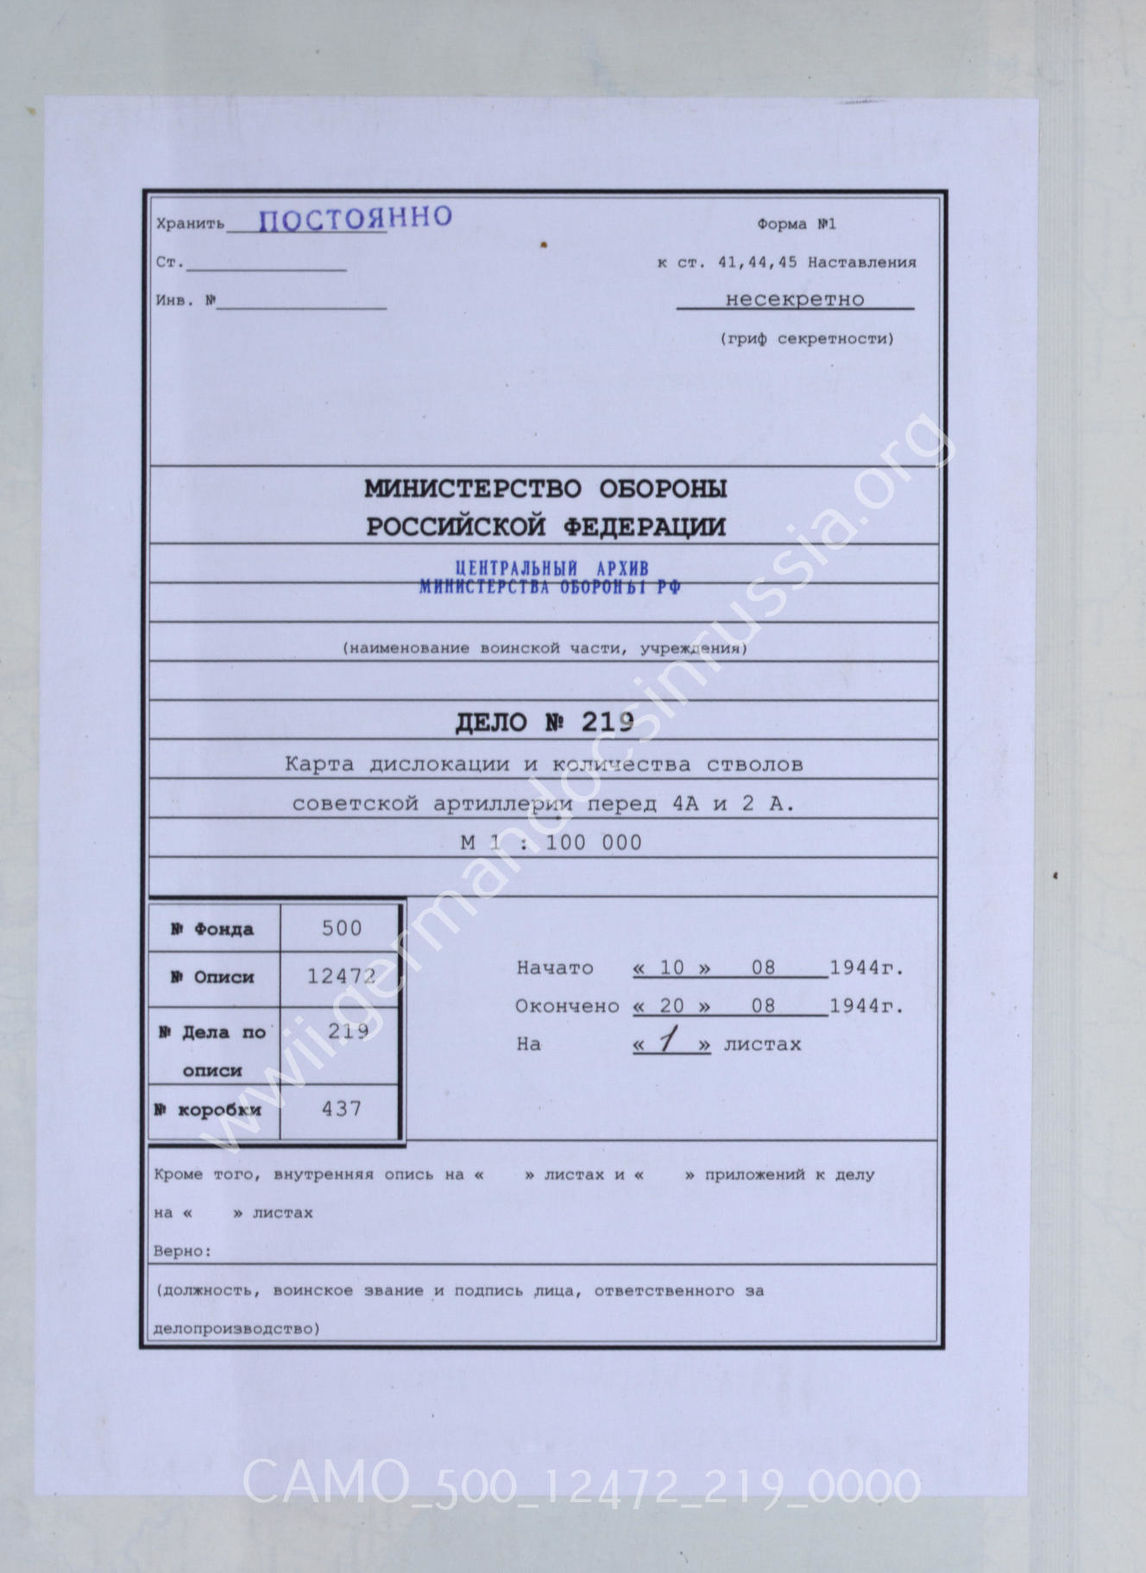 Хранить ПОСТОЯННО
Форма №1
Ст.
к ст. 41,44,45 Наставления
Инв. №
несекретно
(гриф секретности)
МИНИСТЕРСТВО ОБОРОНЫ
РОССИЙСКОЙ ФЕДЕРАЦИИ
ЦЕНТРАЛЬНЫЙ АРХИВ
МИНИСТЕРСТВА ОБОРОНЫ РФ
(наименование воинской части, учреждения)
ДЕЛО № 219
Карта дислокации и количества стволов
советской артиллерии перед 4А и 2 А.
М 1 : 100 000
№ Фонда 500
№ Описи 12472
№ Дела по 219
описи
№ коробки 437
Начато « 10 » 08 1944г.
Окончено « 20 » 08 1944г.
На « 1 » листах
Кроме того, внутренняя опись на « » листах и « » приложений к делу
на « » листах
Верно:
(должность, воинское звание и подпись лица, ответственного за
делопроизводство)
wwii.germandocsinrussia.org
CAMO_500_12472_219_0000